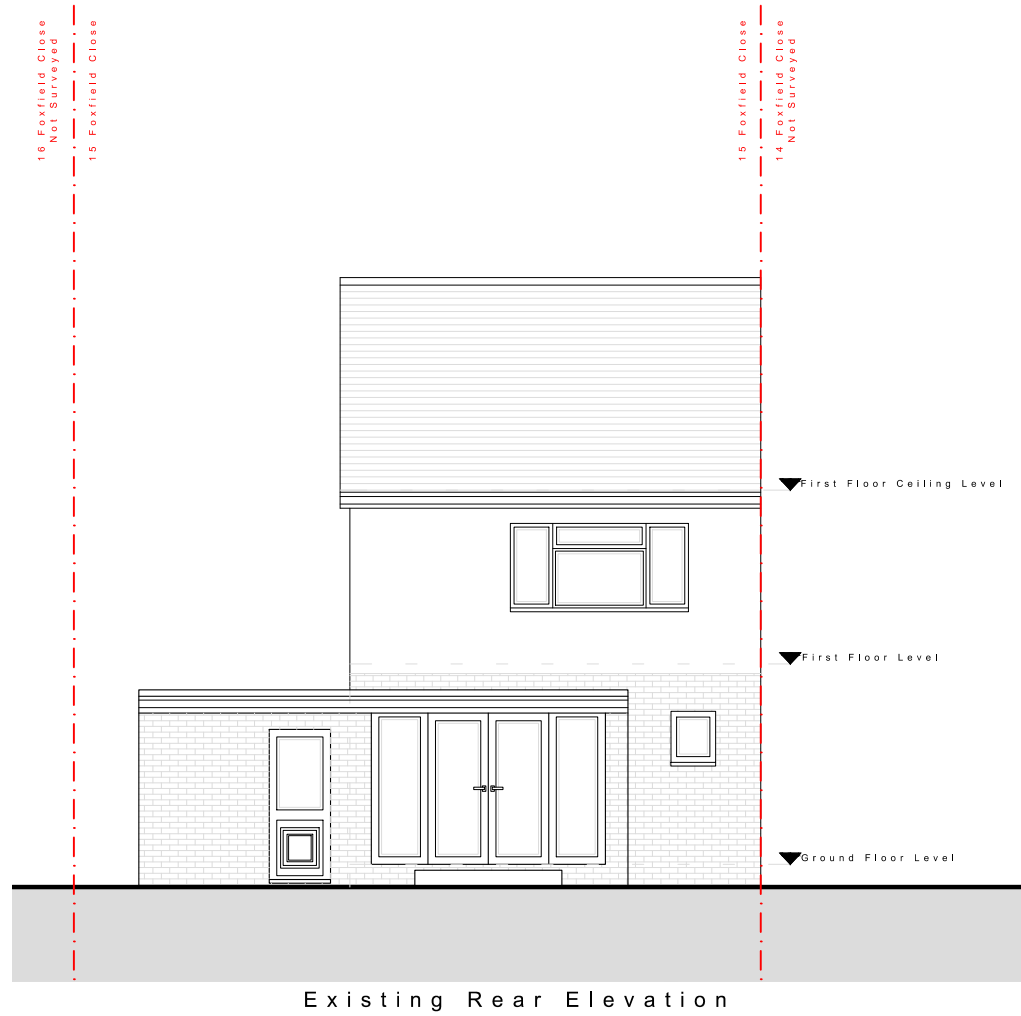 16 Foxfield Close
Not Surveyed
15 Foxfield Close
15 Foxfield Close
14 Foxfield Close
Not Surveyed
First Floor Ceiling Level
First Floor Level
Ground Floor Level
Existing Rear Elevation